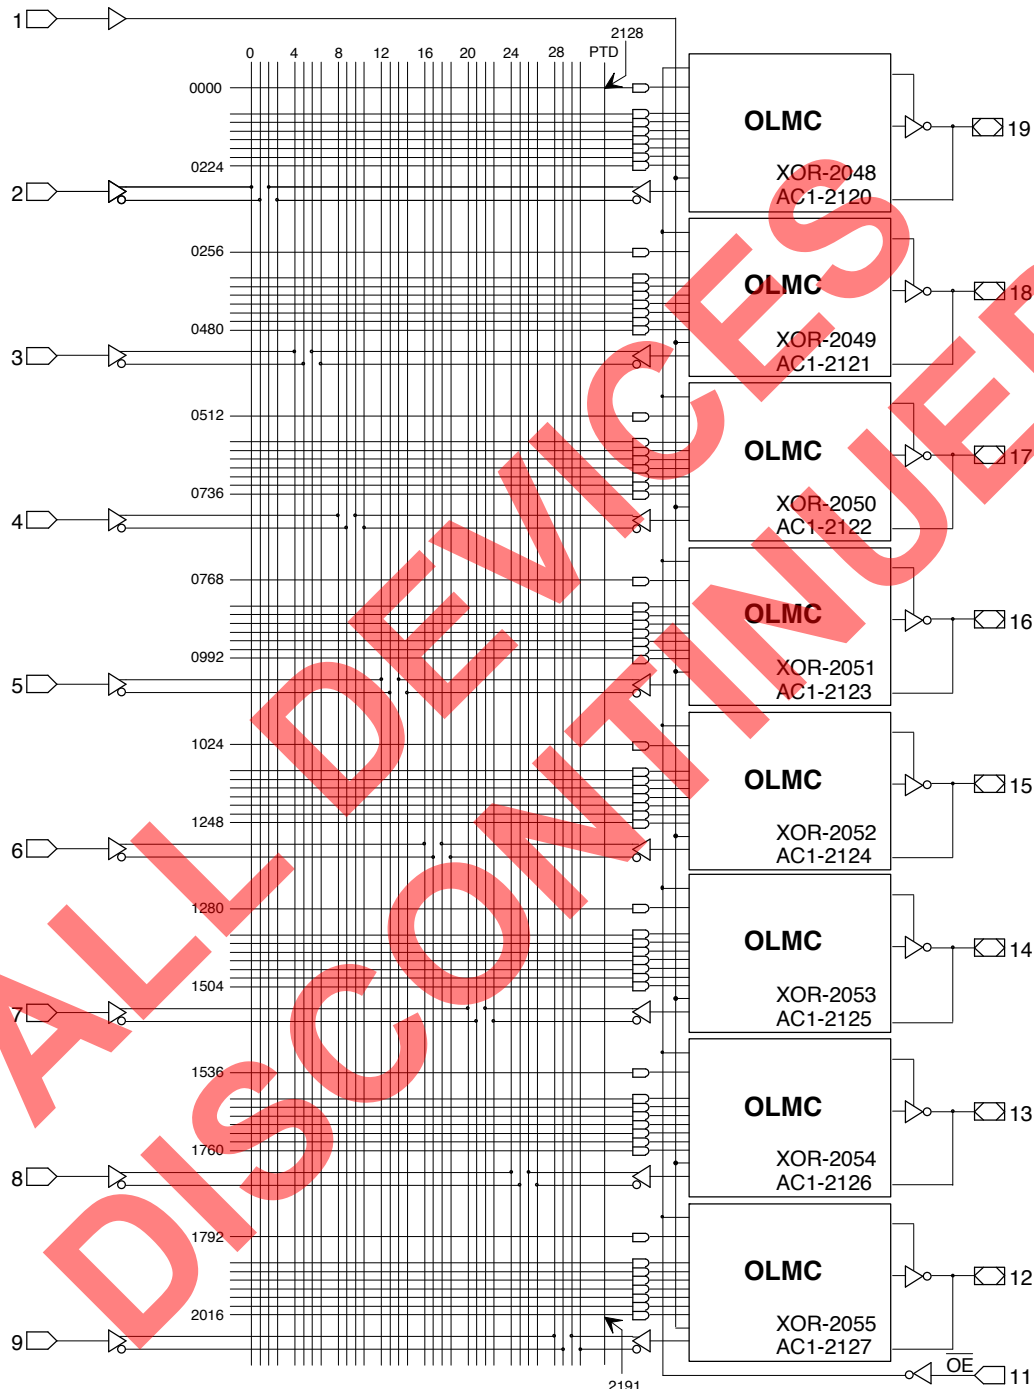 1
2128
0 4 8 12 16 20 24 28 PTD
0000
OLMC
19
0224
XOR-2048
2
AC1-2120
0256
OLMC
18
0480
XOR-2049
3
AC1-2121
0512
OLMC
17
0736
XOR-2050
4
AC1-2122
0768
OLMC
16
0992
XOR-2051
5
AC1-2123
1024
OLMC
15
1248
XOR-2052
6
AC1-2124
1280
OLMC
14
1504
XOR-2053
7
AC1-2125
1536
OLMC
13
1760
XOR-2054
8
AC1-2126
1792
OLMC
12
2016
XOR-2055
9
AC1-2127
OE
11
2191
ALL DEVICES
DISCONTINUED